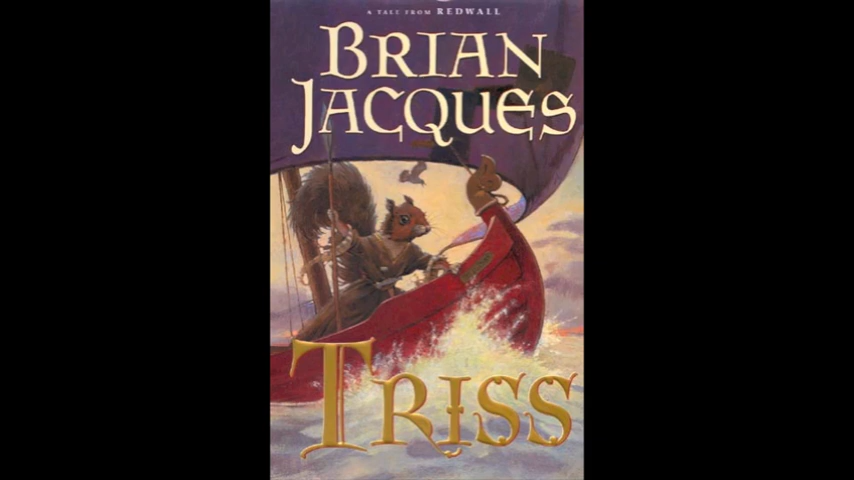 A TALE FROM REDWALL
BRIAN
JACQUES
TRISS